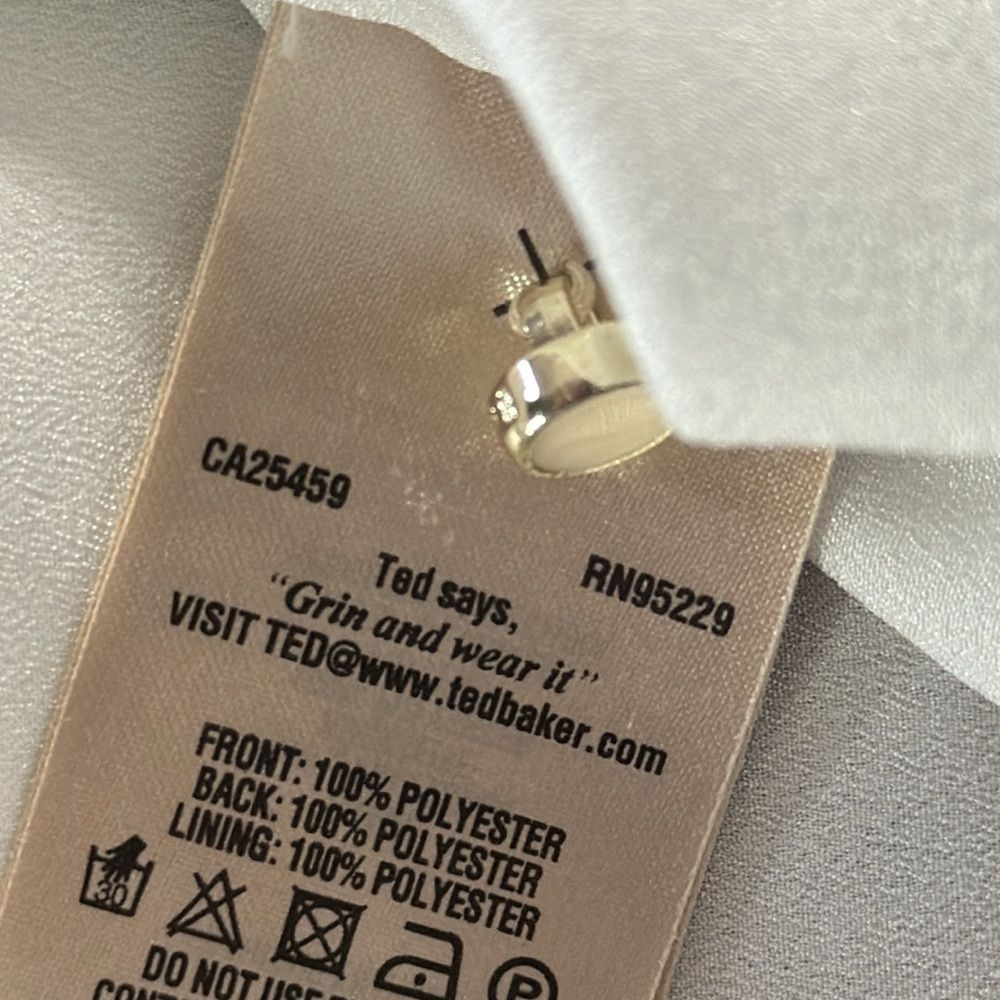 CA25459
RN95229
Ted says,
“Grin and wear it”
VISIT TED@www.tedbaker.com
FRONT: 100% POLYESTER
BACK: 100% POLYESTER
LINING: 100% POLYESTER
30
P
DO NOT USE